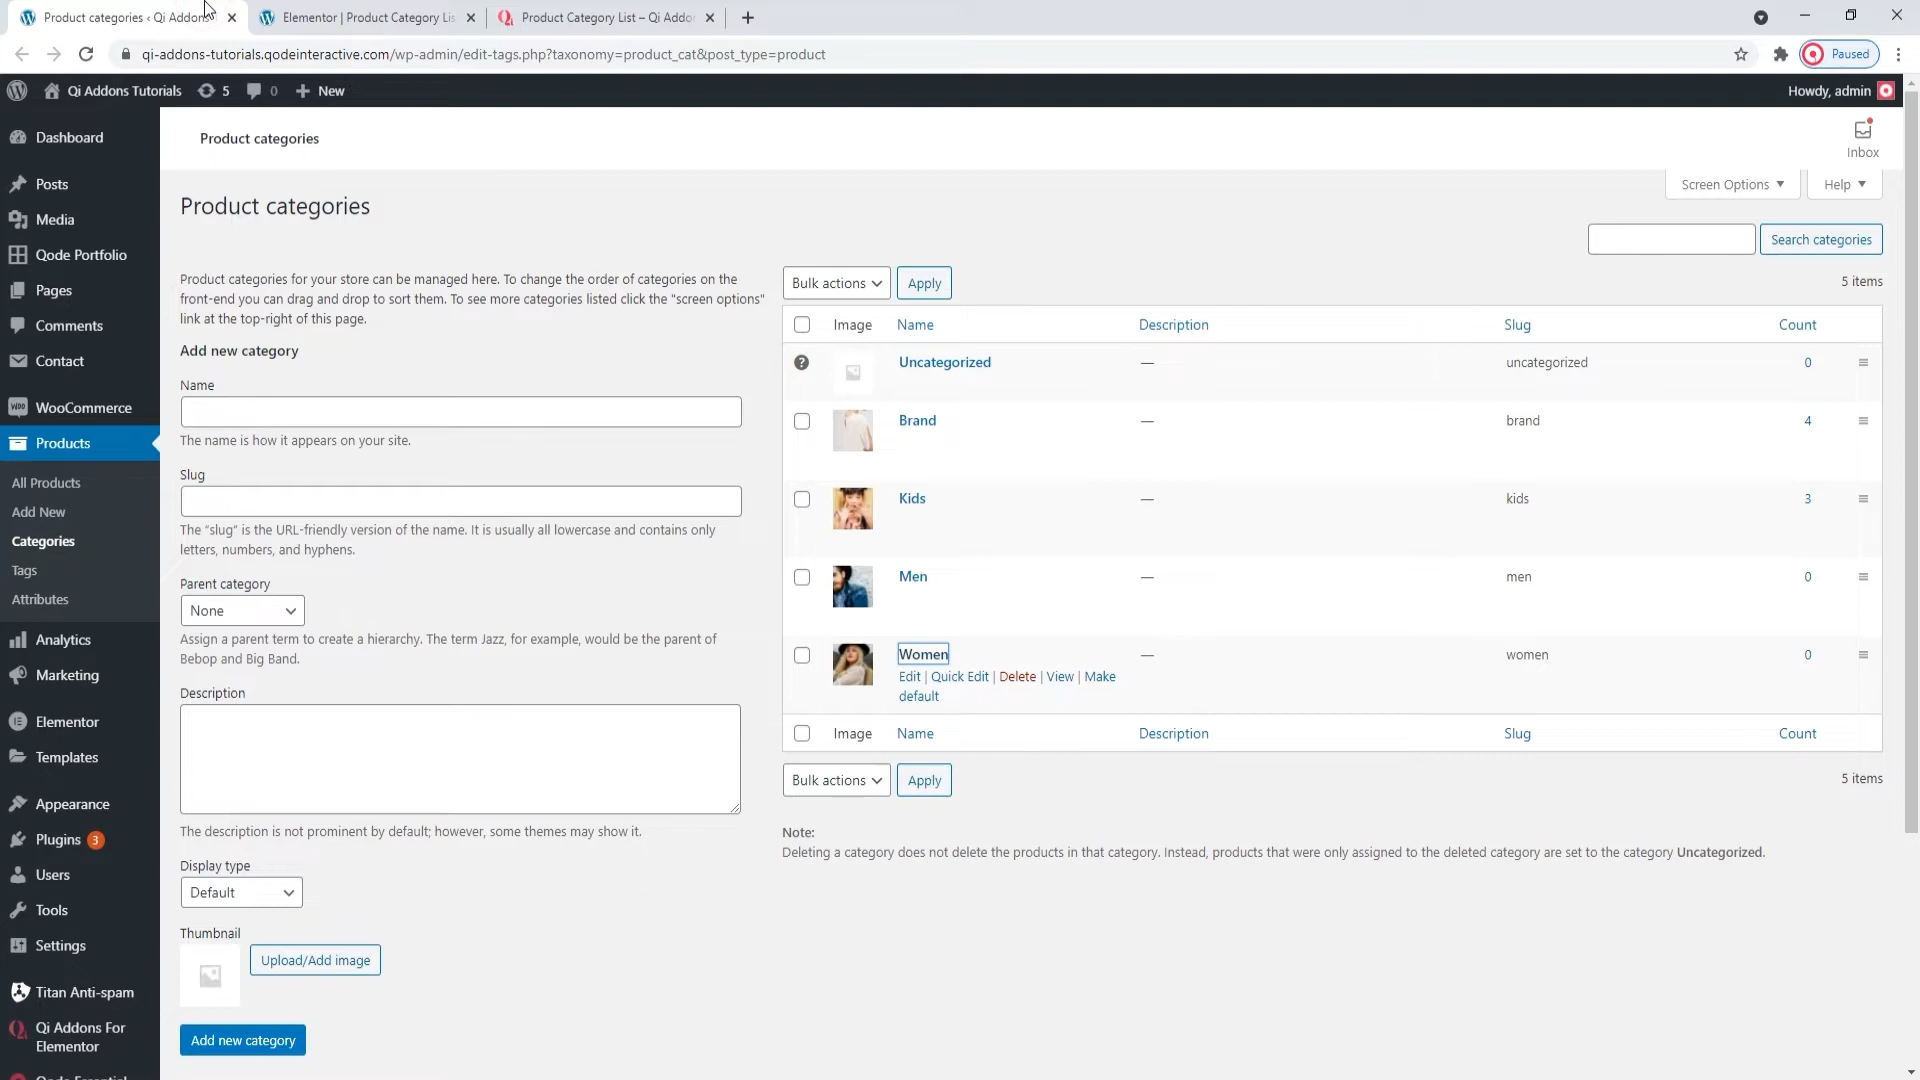 Product categories ‹ Qi Addons
Elementor | Product Category Lis
Product Category List – Qi Addon
qi-addons-tutorials.qodeinteractive.com/wp-admin/edit-tags.php?taxonomy=product_cat&post_type=product
Paused
Qi Addons Tutorials
5
0
New
Howdy, admin
Dashboard
Posts
Media
Qode Portfolio
Pages
Comments
Contact
WooCommerce
Products
All Products
Add New
Categories
Tags
Attributes
Analytics
Marketing
Elementor
Templates
Appearance
Plugins 3
Users
Tools
Settings
Titan Anti-spam
Qi Addons For
Elementor
Product categories
Inbox
Screen Options
Help
Product categories
Search categories
Product categories for your store can be managed here. To change the order of categories on the
front-end you can drag and drop to sort them. To see more categories listed click the "screen options"
link at the top-right of this page.
Add new category
Name
The name is how it appears on your site.
Slug
The “slug” is the URL-friendly version of the name. It is usually all lowercase and contains only
letters, numbers, and hyphens.
Parent category
None
Assign a parent term to create a hierarchy. The term Jazz, for example, would be the parent of
Bebop and Big Band.
Description
The description is not prominent by default; however, some themes may show it.
Display type
Default
Thumbnail
Upload/Add image
Add new category
Bulk actions
Apply
5 items
Image Name Description Slug Count
Uncategorized — uncategorized 0
Brand — brand 4
Kids — kids 3
Men — men 0
Women — women 0
Edit | Quick Edit | Delete | View | Make
default
Image Name Description Slug Count
Bulk actions
Apply
5 items
Note:
Deleting a category does not delete the products in that category. Instead, products that were only assigned to the deleted category are set to the category Uncategorized.